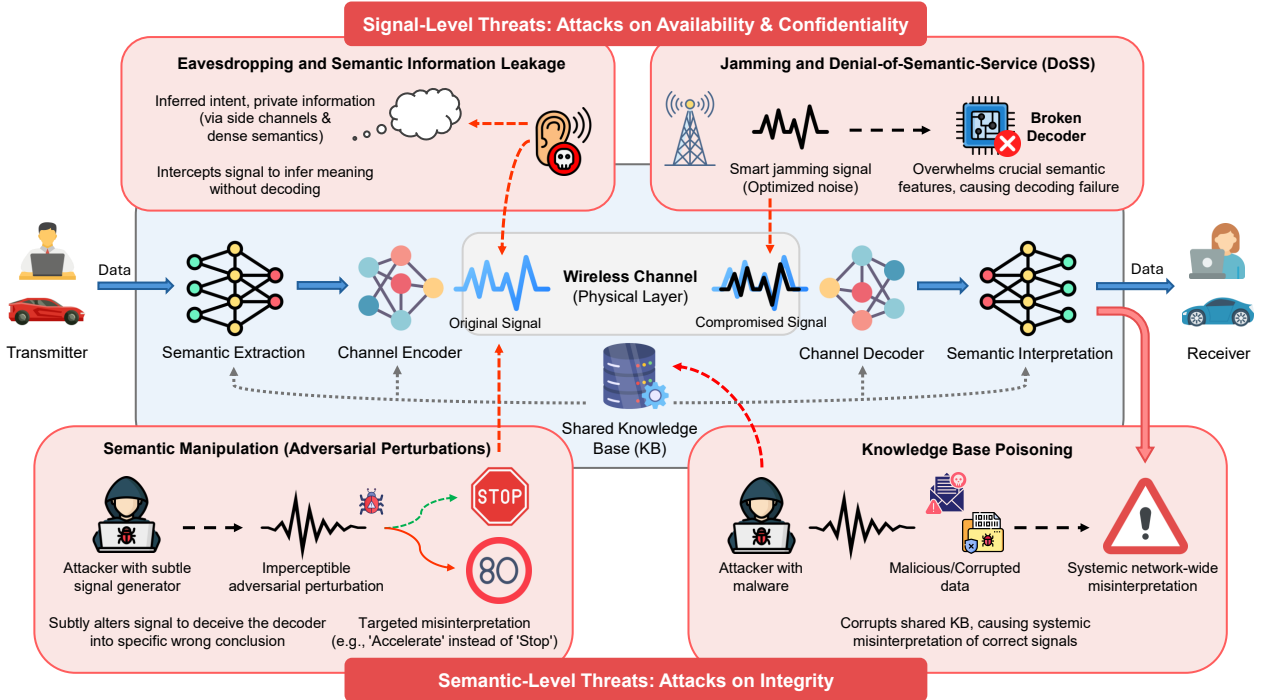 Signal-Level Threats: Attacks on Availability & Confidentiality
Eavesdropping and Semantic Information Leakage
Inferred intent, private information
(via side channels &
dense semantics)
Intercepts signal to infer meaning
without decoding
Jamming and Denial-of-Semantic-Service (DoSS)
Smart jamming signal
(Optimized noise)
Broken
Decoder
Overwhelms crucial semantic
features, causing decoding failure
Transmitter
Data
Semantic Extraction
Channel Encoder
Original Signal
Wireless Channel
(Physical Layer)
Compromised Signal
Channel Decoder
Semantic Interpretation
Data
Receiver
Shared Knowledge
Base (KB)
Semantic Manipulation (Adversarial Perturbations)
Attacker with subtle
signal generator
Imperceptible
adversarial perturbation
STOP
80
Subtly alters signal to deceive the decoder
into specific wrong conclusion
Targeted misinterpretation
(e.g., 'Accelerate' instead of 'Stop')
Knowledge Base Poisoning
Attacker with
malware
Malicious/Corrupted
data
Systemic network-wide
misinterpretation
Corrupts shared KB, causing systemic
misinterpretation of correct signals
Semantic-Level Threats: Attacks on Integrity